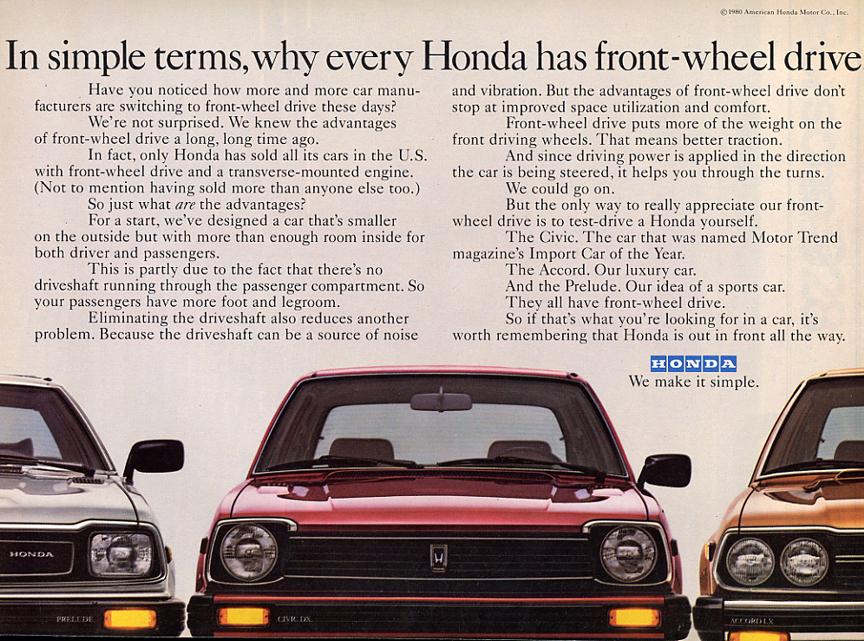 © 1980 American Honda Motor Co., Inc.
In simple terms, why every Honda has front-wheel drive
Have you noticed how more and more car manu-
facturers are switching to front-wheel drive these days?
We're not surprised. We knew the advantages
of front-wheel drive a long, long time ago.
In fact, only Honda has sold all its cars in the U.S.
with front-wheel drive and a transverse-mounted engine.
(Not to mention having sold more than anyone else too.)
So just what are the advantages?
For a start, we've designed a car that's smaller
on the outside but with more than enough room inside for
both driver and passengers.
This is partly due to the fact that there's no
driveshaft running through the passenger compartment. So
your passengers have more foot and legroom.
Eliminating the driveshaft also reduces another
problem. Because the driveshaft can be a source of noise
and vibration. But the advantages of front-wheel drive don't
stop at improved space utilization and comfort.
Front-wheel drive puts more of the weight on the
front driving wheels. That means better traction.
And since driving power is applied in the direction
the car is being steered, it helps you through the turns.
We could go on.
But the only way to really appreciate our front-
wheel drive is to test-drive a Honda yourself.
The Civic. The car that was named Motor Trend
magazine's Import Car of the Year.
The Accord. Our luxury car.
And the Prelude. Our idea of a sports car.
They all have front-wheel drive.
So if that's what you're looking for in a car, it's
worth remembering that Honda is out in front all the way.
HONDA
We make it simple.
HONDA
PRELUDE
CIVIC DX
ACCORD LX